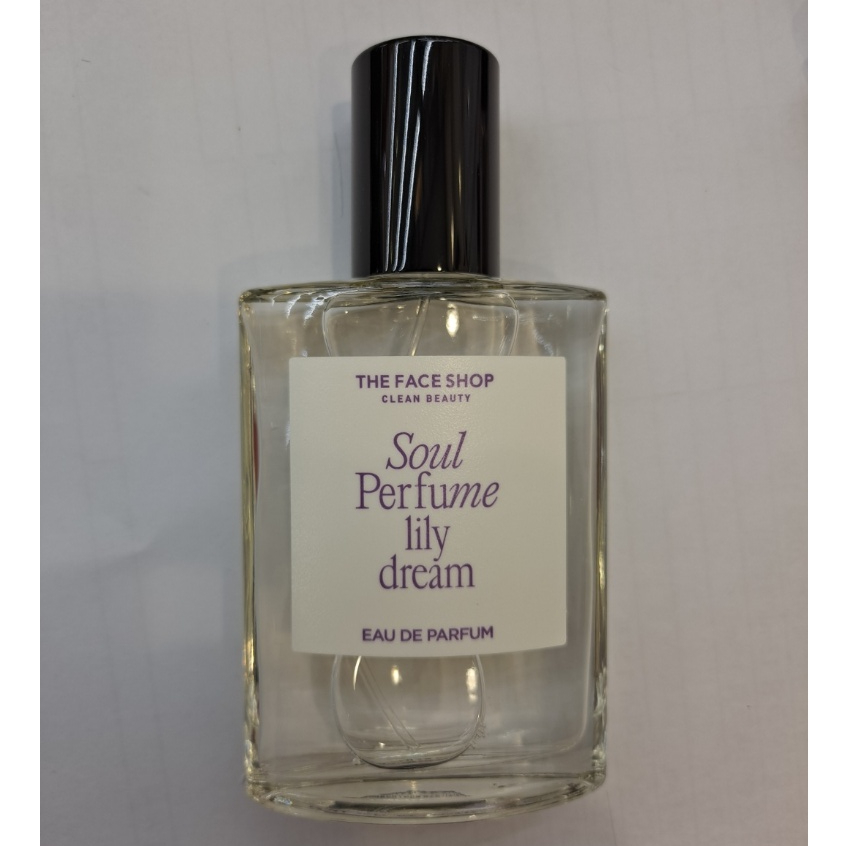 THE FACE SHOP
CLEAN BEAUTY
Soul
Perfume
lily
dream
EAU DE PARFUM